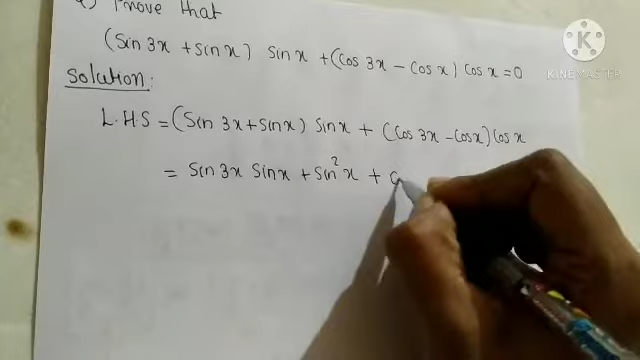 Prove that
(Sin 3x + sin x) sin x + (Cos 3x - Cos x) Cos x = 0
Solution:
L.H.S = (Sin 3x + sin x) sin x + (Cos 3x - Cos x) Cos x
= Sin 3x sin x + sin² x + c
KINEMASTER